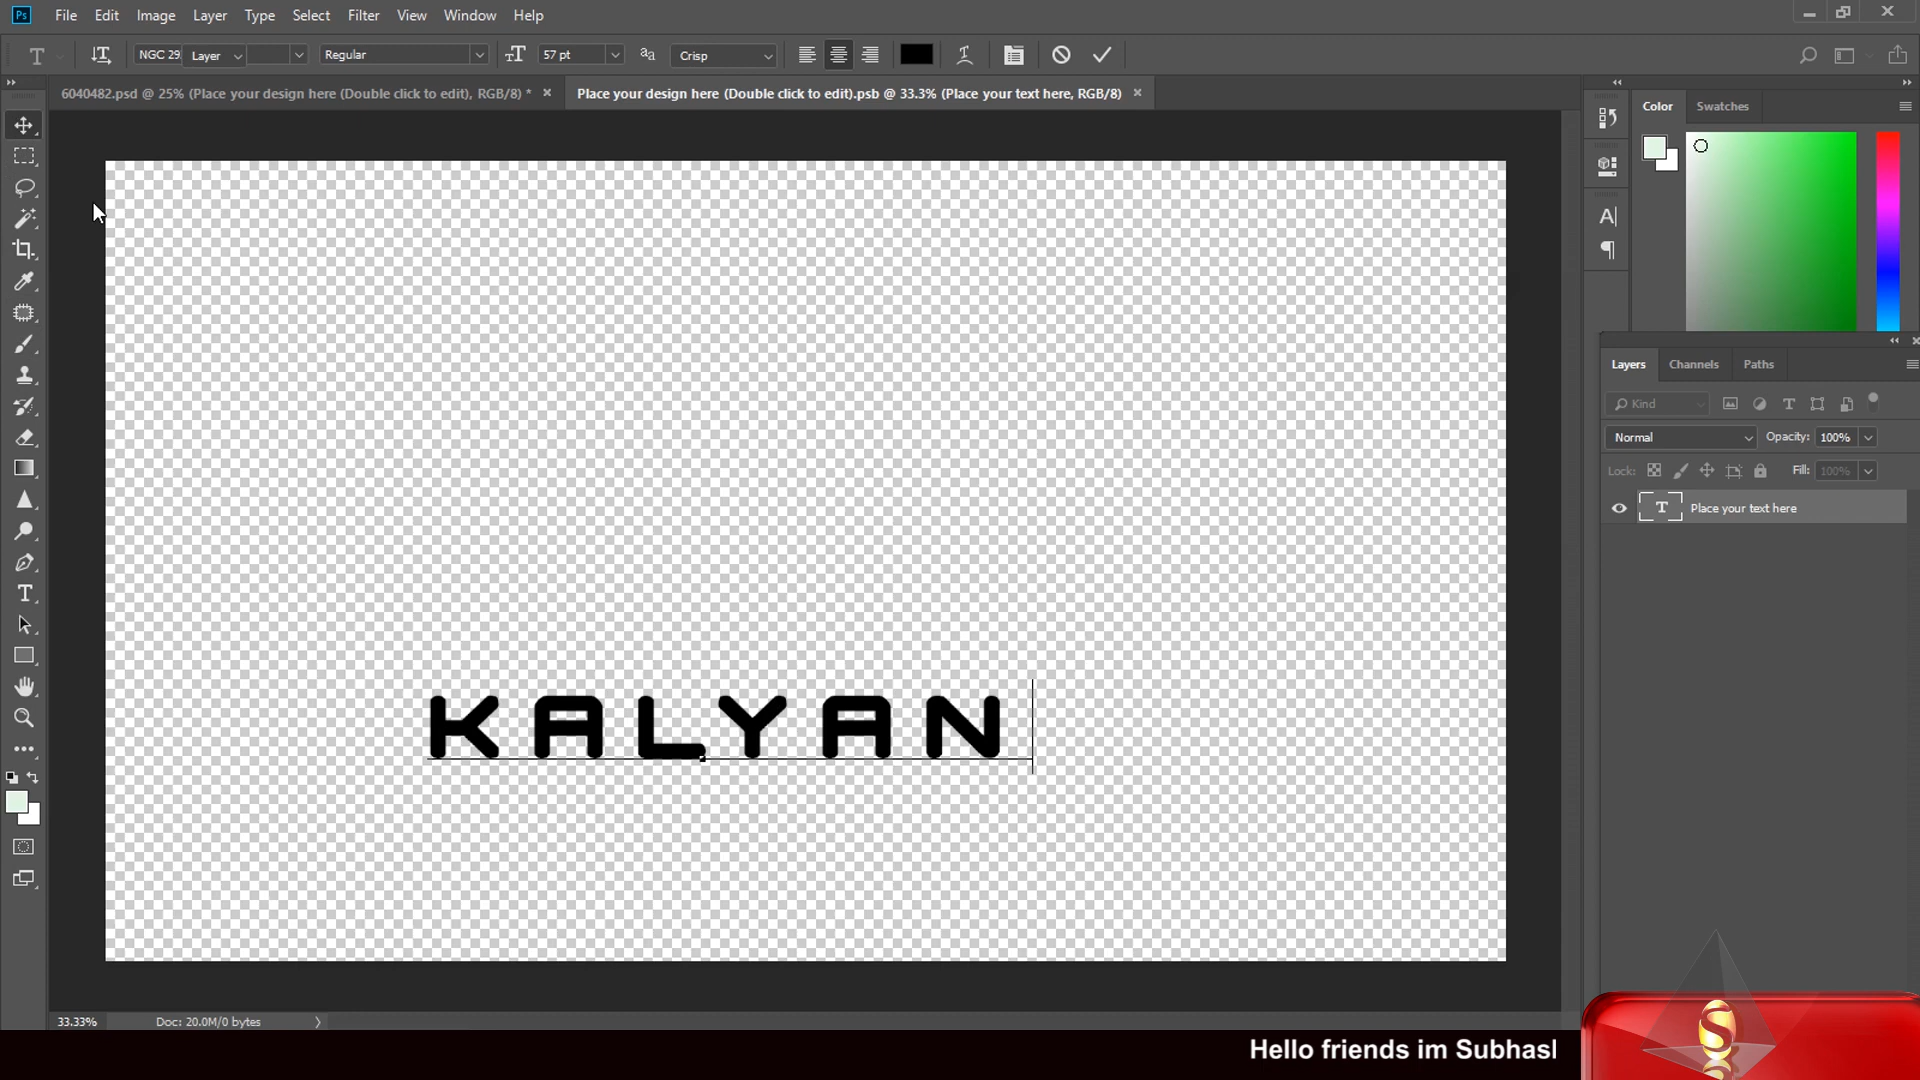 Ps File Edit Image Layer Type Select Filter View Window Help
T NGC 29 Layer Regular 57 pt aa Crisp
6040482.psd @ 25% (Place your design here (Double click to edit), RGB/8) *
Place your design here (Double click to edit).psb @ 33.3% (Place your text here, RGB/8)
Color Swatches
Layers Channels Paths
Kind
Normal Opacity: 100%
Lock: Fill: 100%
T Place your text here
KALYAN
33.33% Doc: 20.0M/0 bytes
Hello friends im Subhasl
S